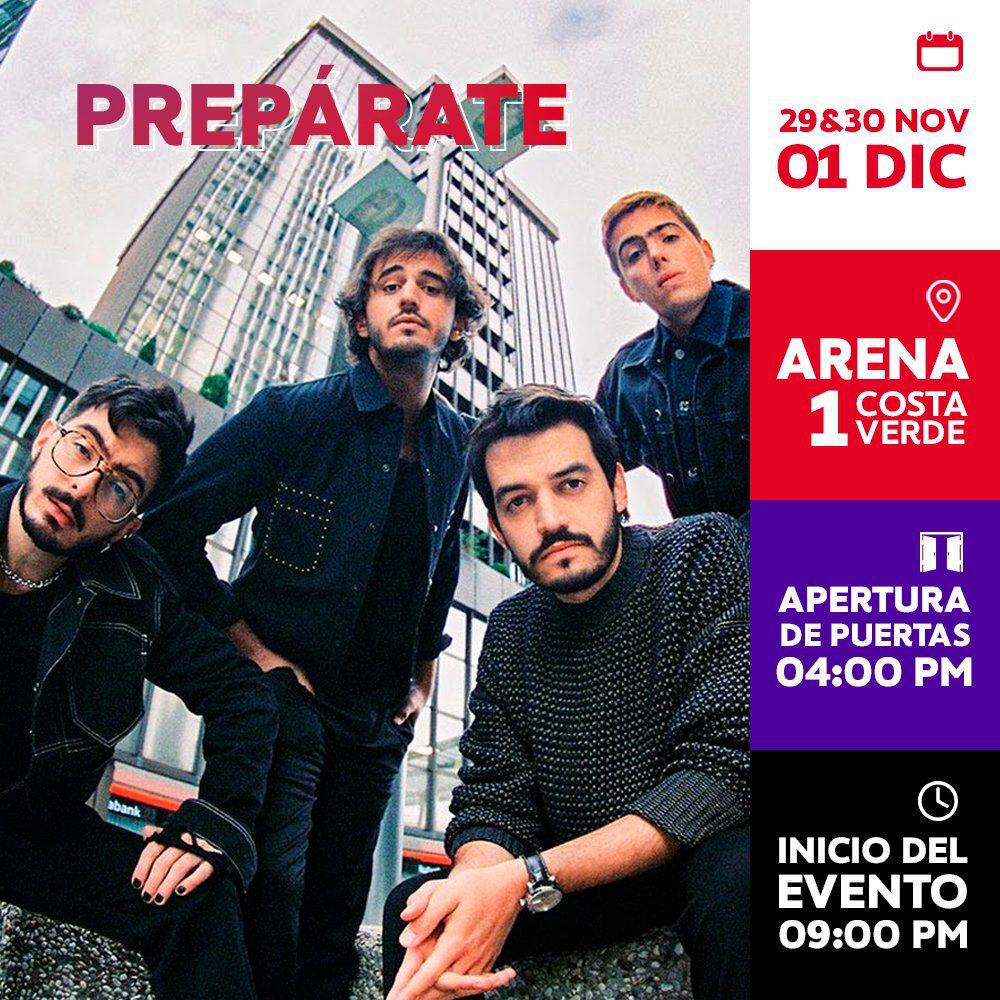 PREPÁRATE
29&30 NOV
01 DIC
ARENA
1 COSTA
VERDE
APERTURA
DE PUERTAS
04:00 PM
INICIO DEL
EVENTO
09:00 PM
abank